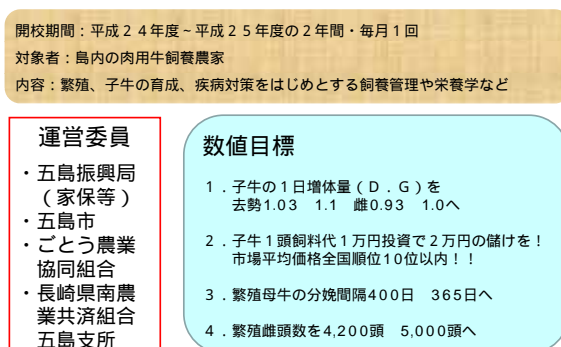 開校期間：平成２４年度～平成２５年度の２年間・毎月１回
対象者：島内の肉用牛飼養農家
内容：繁殖、子牛の育成、疾病対策をはじめとする飼養管理や栄養学など
運営委員
・五島振興局
（家保等）
・五島市
・ごとう農業
協同組合
・長崎県南農
業共済組合
五島支所
数値目標
１．子牛の１日増体量（Ｄ．Ｇ）を
去勢1.03　1.1　雌0.93　1.0へ
２．子牛１頭飼料代１万円投資で２万円の儲けを！
市場平均価格全国順位10位以内！！
３．繁殖母牛の分娩間隔400日　365日へ
４．繁殖雌頭数を4,200頭　5,000頭へ